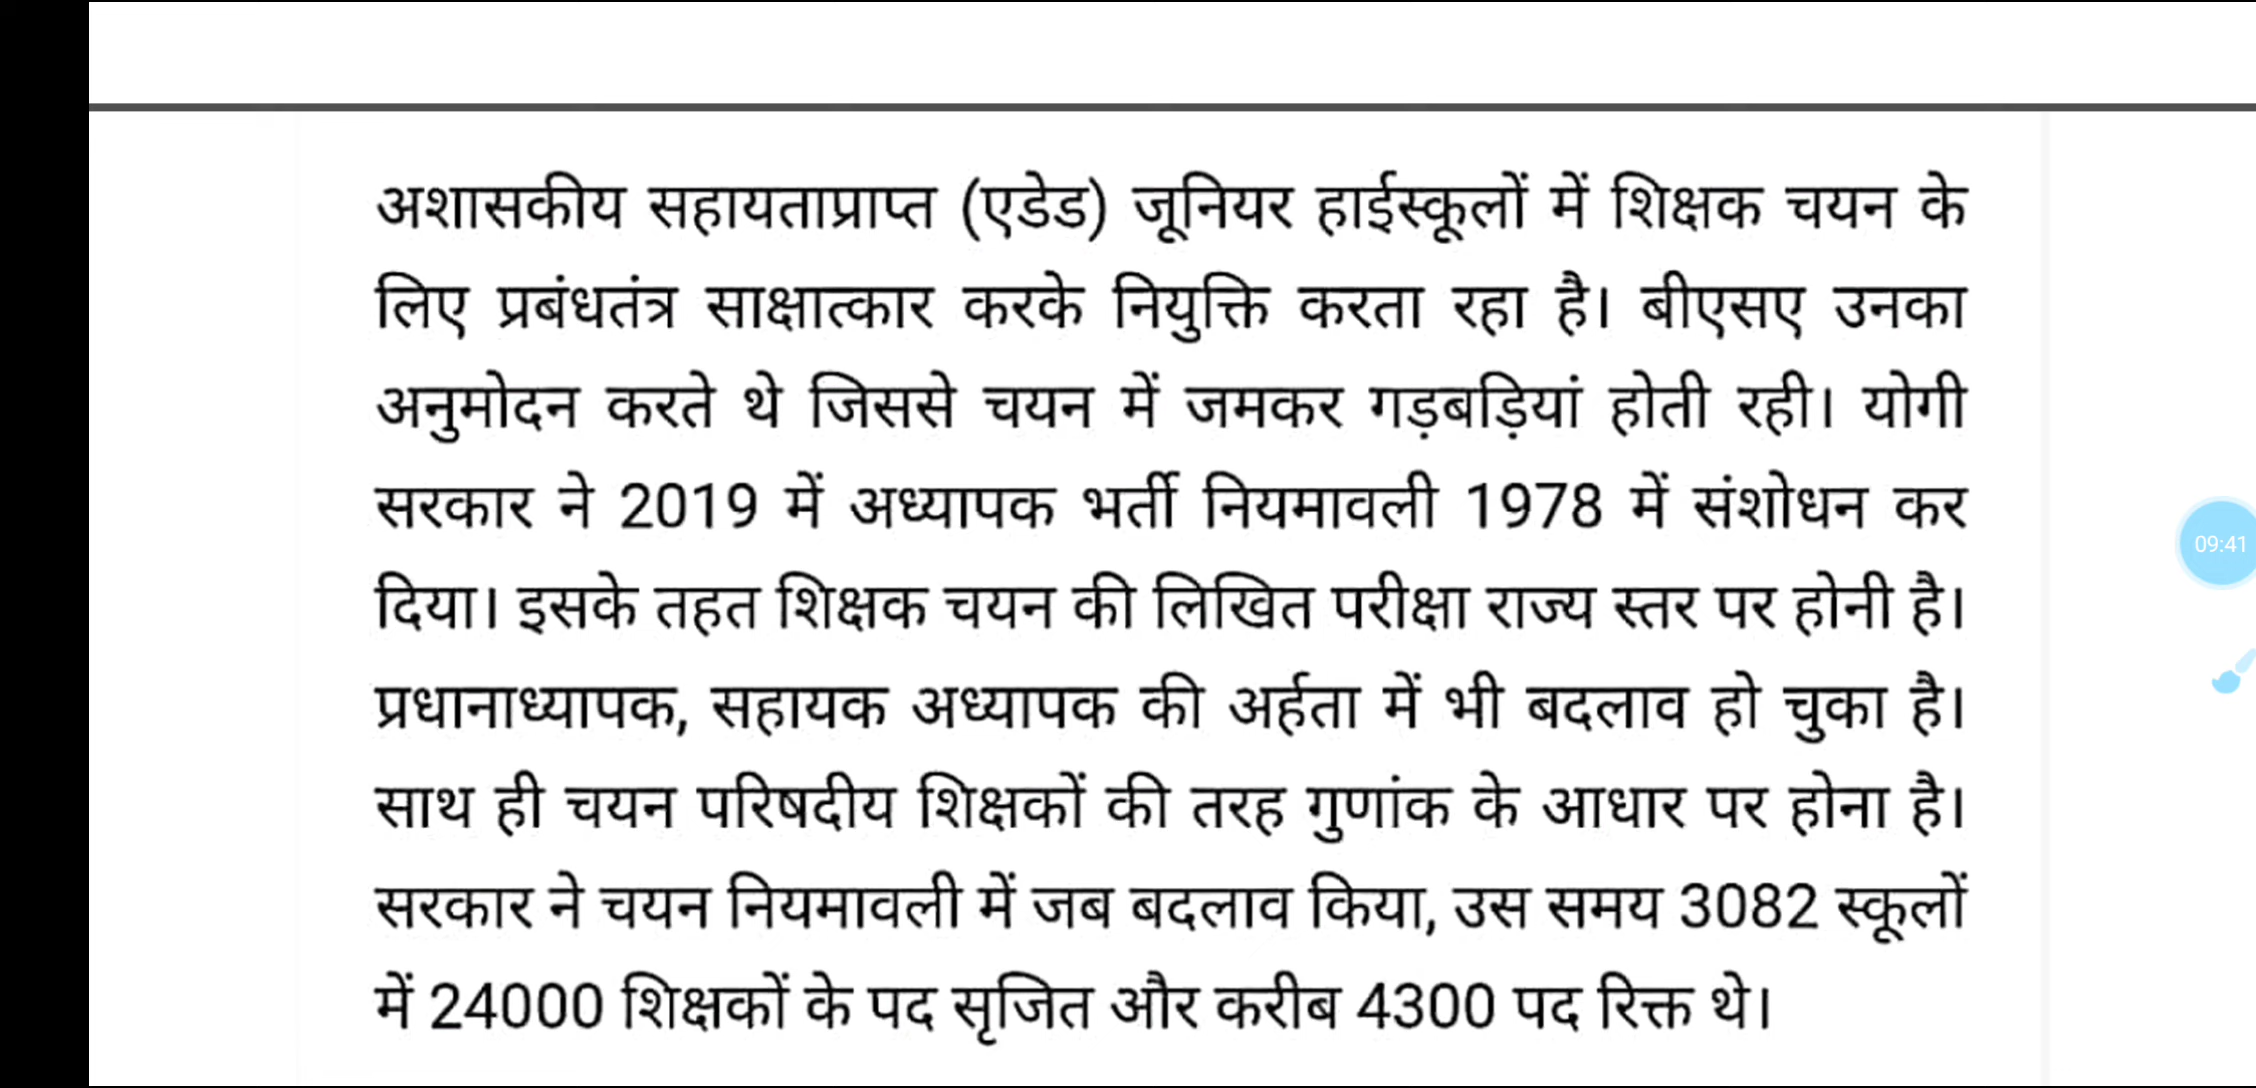 अशासकीय सहायताप्राप्त (एडेड) जूनियर हाईस्कूलों में शिक्षक चयन के
लिए प्रबंधतंत्र साक्षात्कार करके नियुक्ति करता रहा है। बीएसए उनका
अनुमोदन करते थे जिससे चयन में जमकर गड़बड़ियां होती रही। योगी
सरकार ने 2019 में अध्यापक भर्ती नियमावली 1978 में संशोधन कर
दिया। इसके तहत शिक्षक चयन की लिखित परीक्षा राज्य स्तर पर होनी है।
प्रधानाध्यापक, सहायक अध्यापक की अर्हता में भी बदलाव हो चुका है।
साथ ही चयन परिषदीय शिक्षकों की तरह गुणांक के आधार पर होना है।
सरकार ने चयन नियमावली में जब बदलाव किया, उस समय 3082 स्कूलों
में 24000 शिक्षकों के पद सृजित और करीब 4300 पद रिक्त थे।
09:41